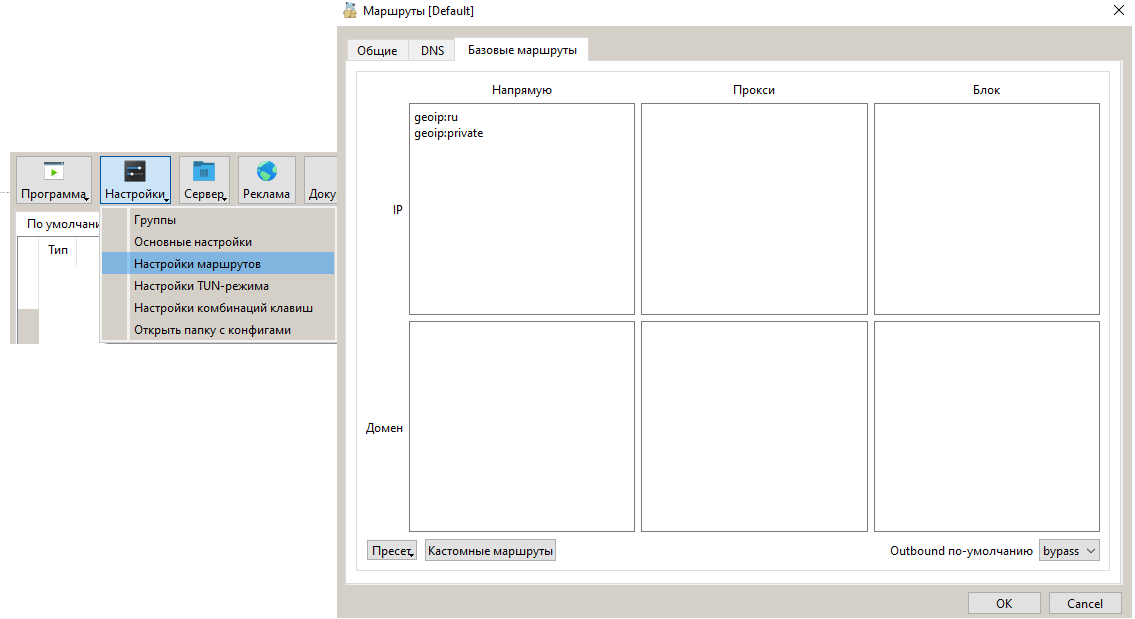 Маршруты [Default]
Общие
DNS
Базовые маршруты
Напрямую
Прокси
Блок
geoip:ru
geoip:private
IP
Домен
Пресет
Кастомные маршруты
Outbound по-умолчанию
bypass
OK
Cancel
Программа
Настройки
Сервер
Реклама
Доку
По умолчани
Тип
Группы
Основные настройки
Настройки маршрутов
Настройки TUN-режима
Настройки комбинаций клавиш
Открыть папку с конфигами